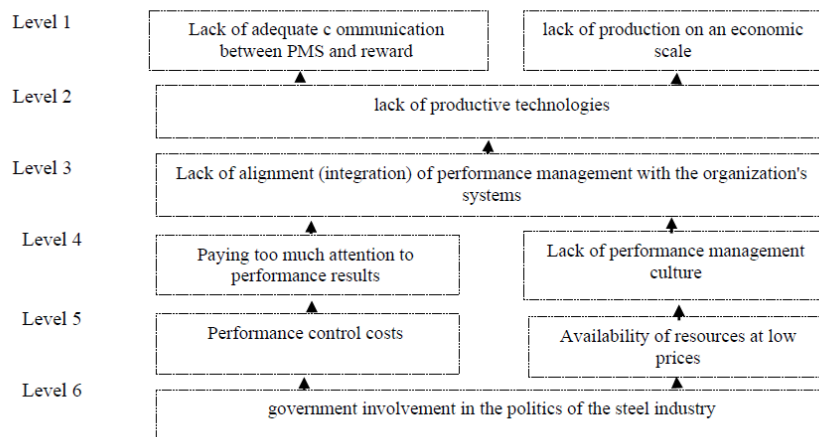 Level 1
Lack of adequate c ommunication
between PMS and reward
lack of production on an economic
scale
Level 2
lack of productive technologies
Level 3
Lack of alignment (integration) of performance management with the organization's
systems
Level 4
Paying too much attention to
performance results
Lack of performance management
culture
Level 5
Performance control costs
Availability of resources at low
prices
Level 6
government involvement in the politics of the steel industry